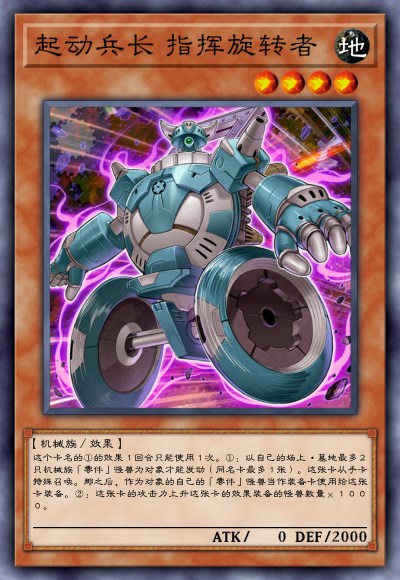 起动兵长 指挥旋转者
地
【机械族／效果】
这个卡名的①的效果1回合只能使用1次。①：以自己的场上・墓地最多2
只机械族「零件」怪兽为对象才能发动（同名卡最多1张）。这张卡从手卡
特殊召唤。那之后，作为对象的自己的「零件」怪兽当作装备卡使用给这张
卡装备。②：这张卡的攻击力上升这张卡的效果装备的怪兽数量×100
0。
ATK/ 0 DEF/2000